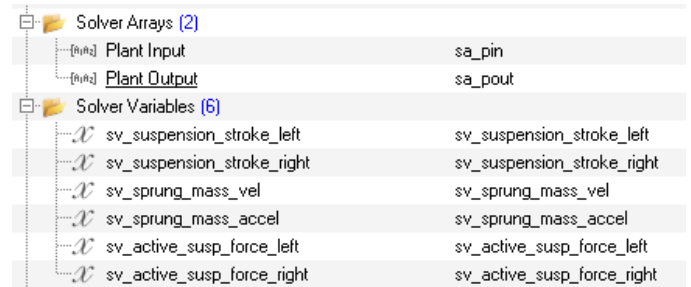 Solver Arrays (2)
Plant Input sa_pin
Plant Output sa_pout
Solver Variables (6)
sv_suspension_stroke_left sv_suspension_stroke_left
sv_suspension_stroke_right sv_suspension_stroke_right
sv_sprung_mass_vel sv_sprung_mass_vel
sv_sprung_mass_accel sv_sprung_mass_accel
sv_active_susp_force_left sv_active_susp_force_left
sv_active_susp_force_right sv_active_susp_force_right